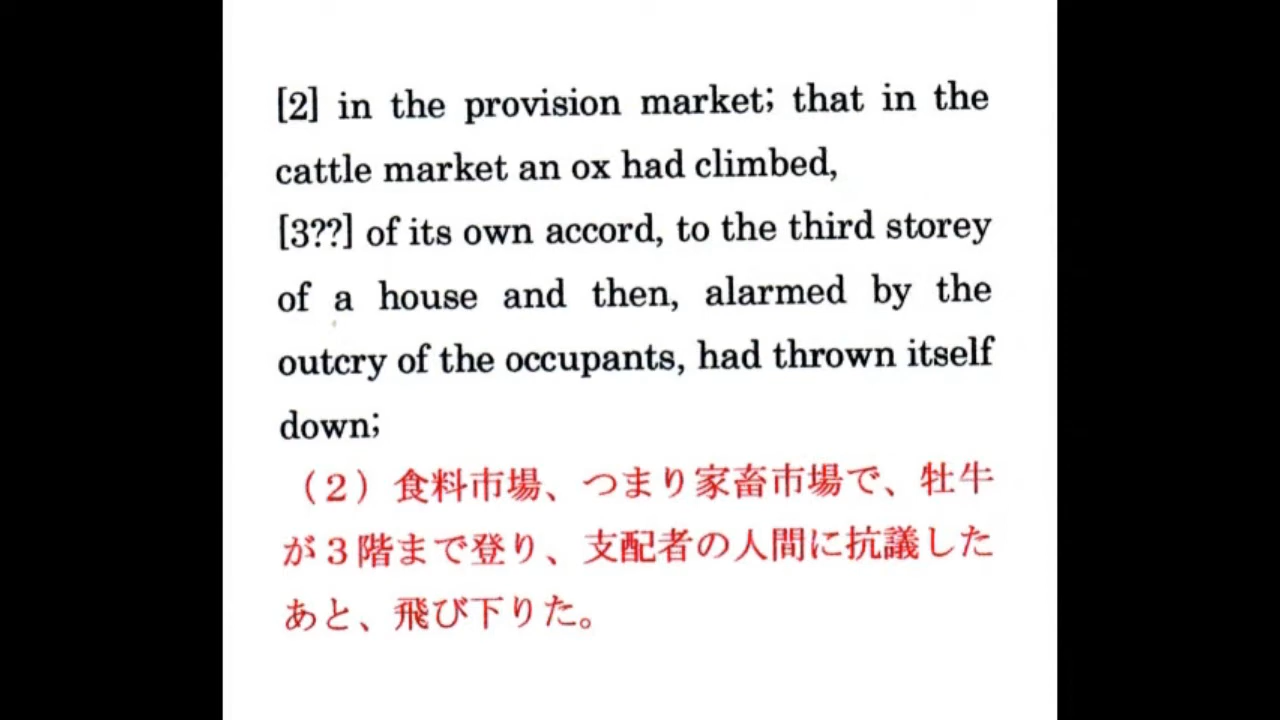 [2] in the provision market; that in the
cattle market an ox had climbed,
[3??] of its own accord, to the third storey
of a house and then, alarmed by the
outcry of the occupants, had thrown itself
down;
（２）食料市場、つまり家畜市場で、牡牛
が３階まで登り、支配者の人間に抗議した
あと、飛び下りた。